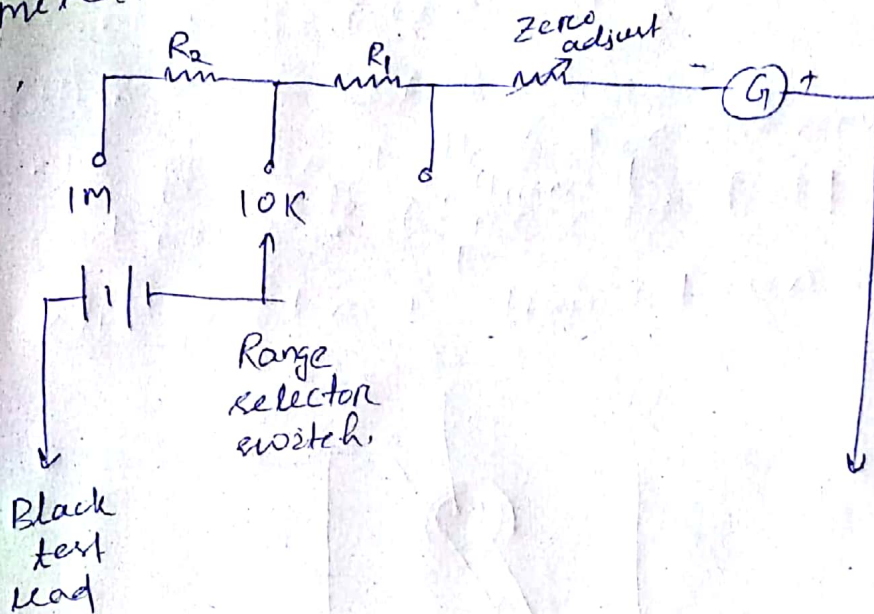 R2
R1
Zero
adjust
-
G
+
1M
10K
Range
selector
switch.
Black
test
lead